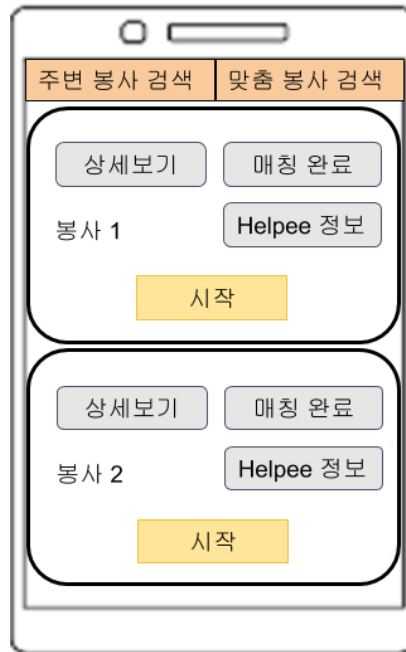 주변 봉사 검색 맞춤 봉사 검색
상세보기 매칭 완료
봉사 1 Helpee 정보
시작
상세보기 매칭 완료
봉사 2 Helpee 정보
시작